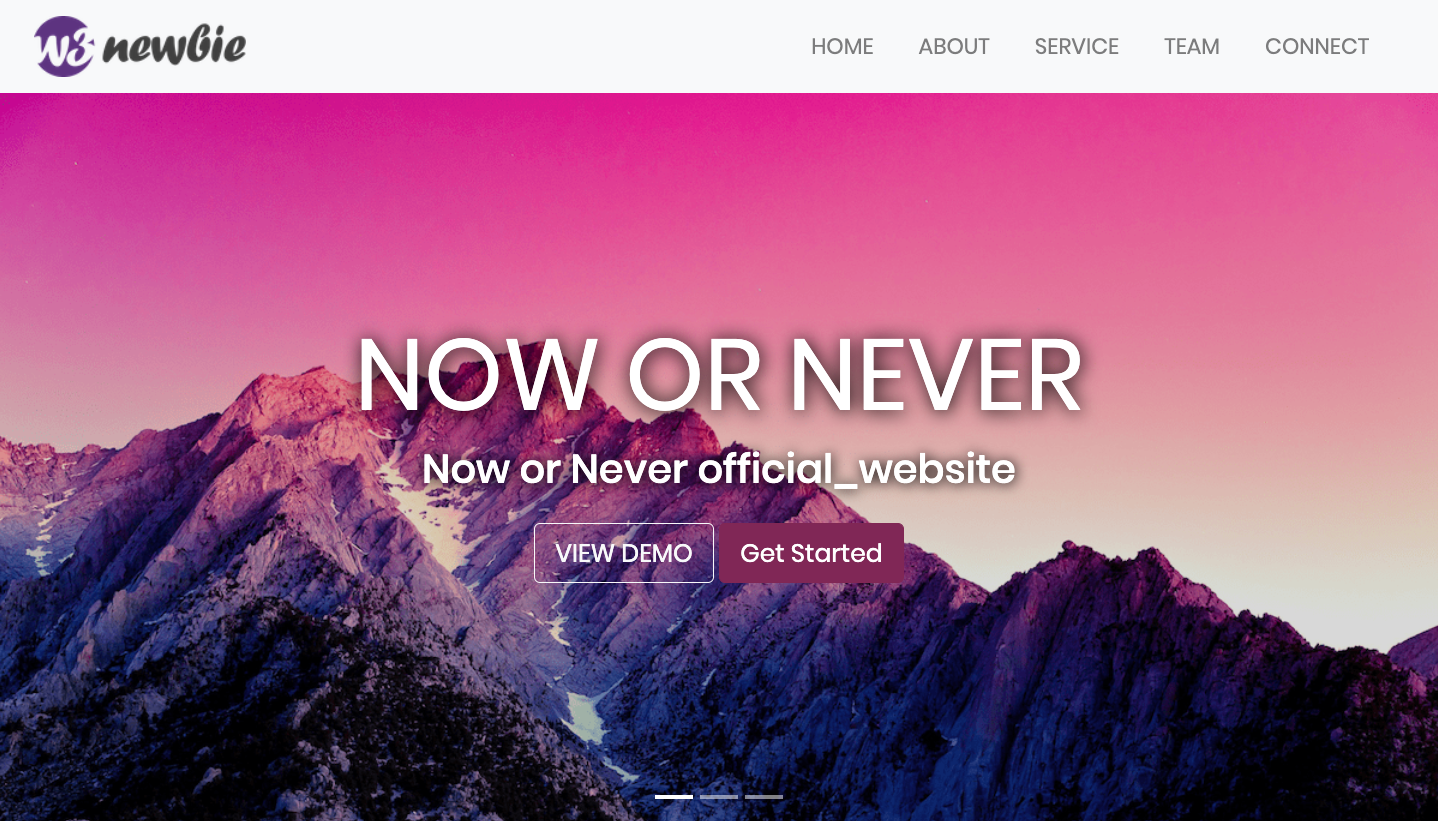 w3 newbie
HOME ABOUT SERVICE TEAM CONNECT
NOW OR NEVER
Now or Never official_website
VIEW DEMO Get Started